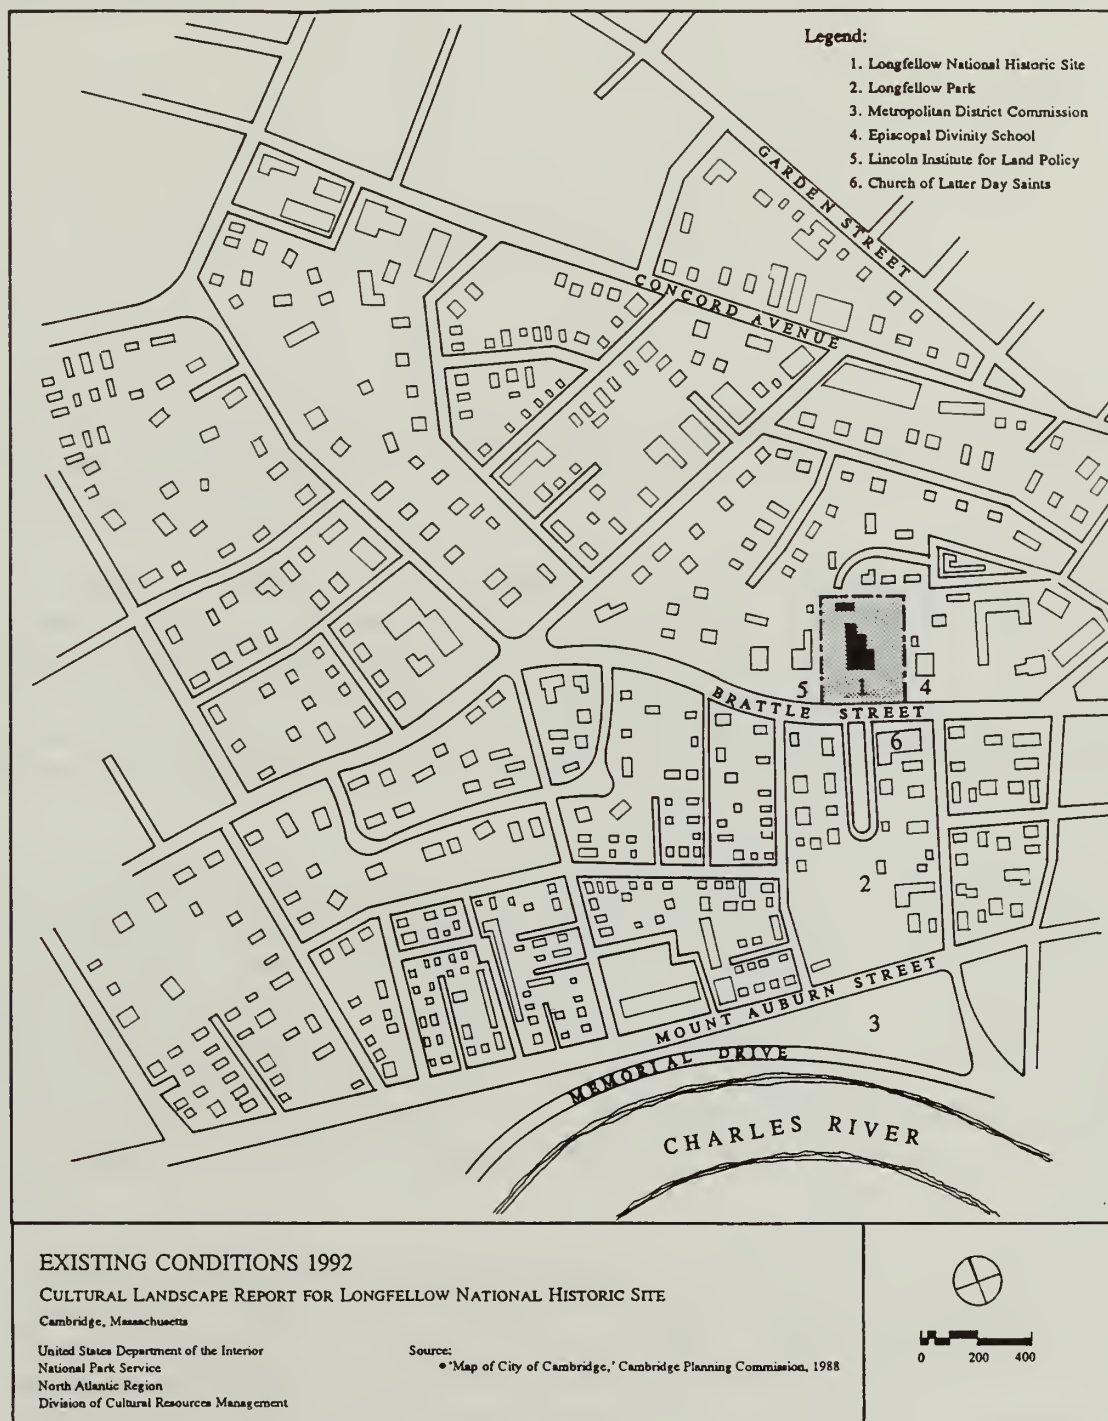 Legend:
1. Longfellow National Historic Site
2. Longfellow Park
3. Metropolitan District Commission
4. Episcopal Divinity School
5. Lincoln Institute for Land Policy
6. Church of Latter Day Saints
GARDEN STREET
CONCORD AVENUE
5
1
4
BRATTLE STREET
6
2
MOUNT AUBURN STREET
3
MEMORIAL DRIVE
CHARLES RIVER
EXISTING CONDITIONS 1992
CULTURAL LANDSCAPE REPORT FOR LONGFELLOW NATIONAL HISTORIC SITE
Cambridge, Massachusetts
United States Department of the Interior
National Park Service
North Atlantic Region
Division of Cultural Resources Management
Source:
• 'Map of City of Cambridge,' Cambridge Planning Commission, 1988
0 200 400